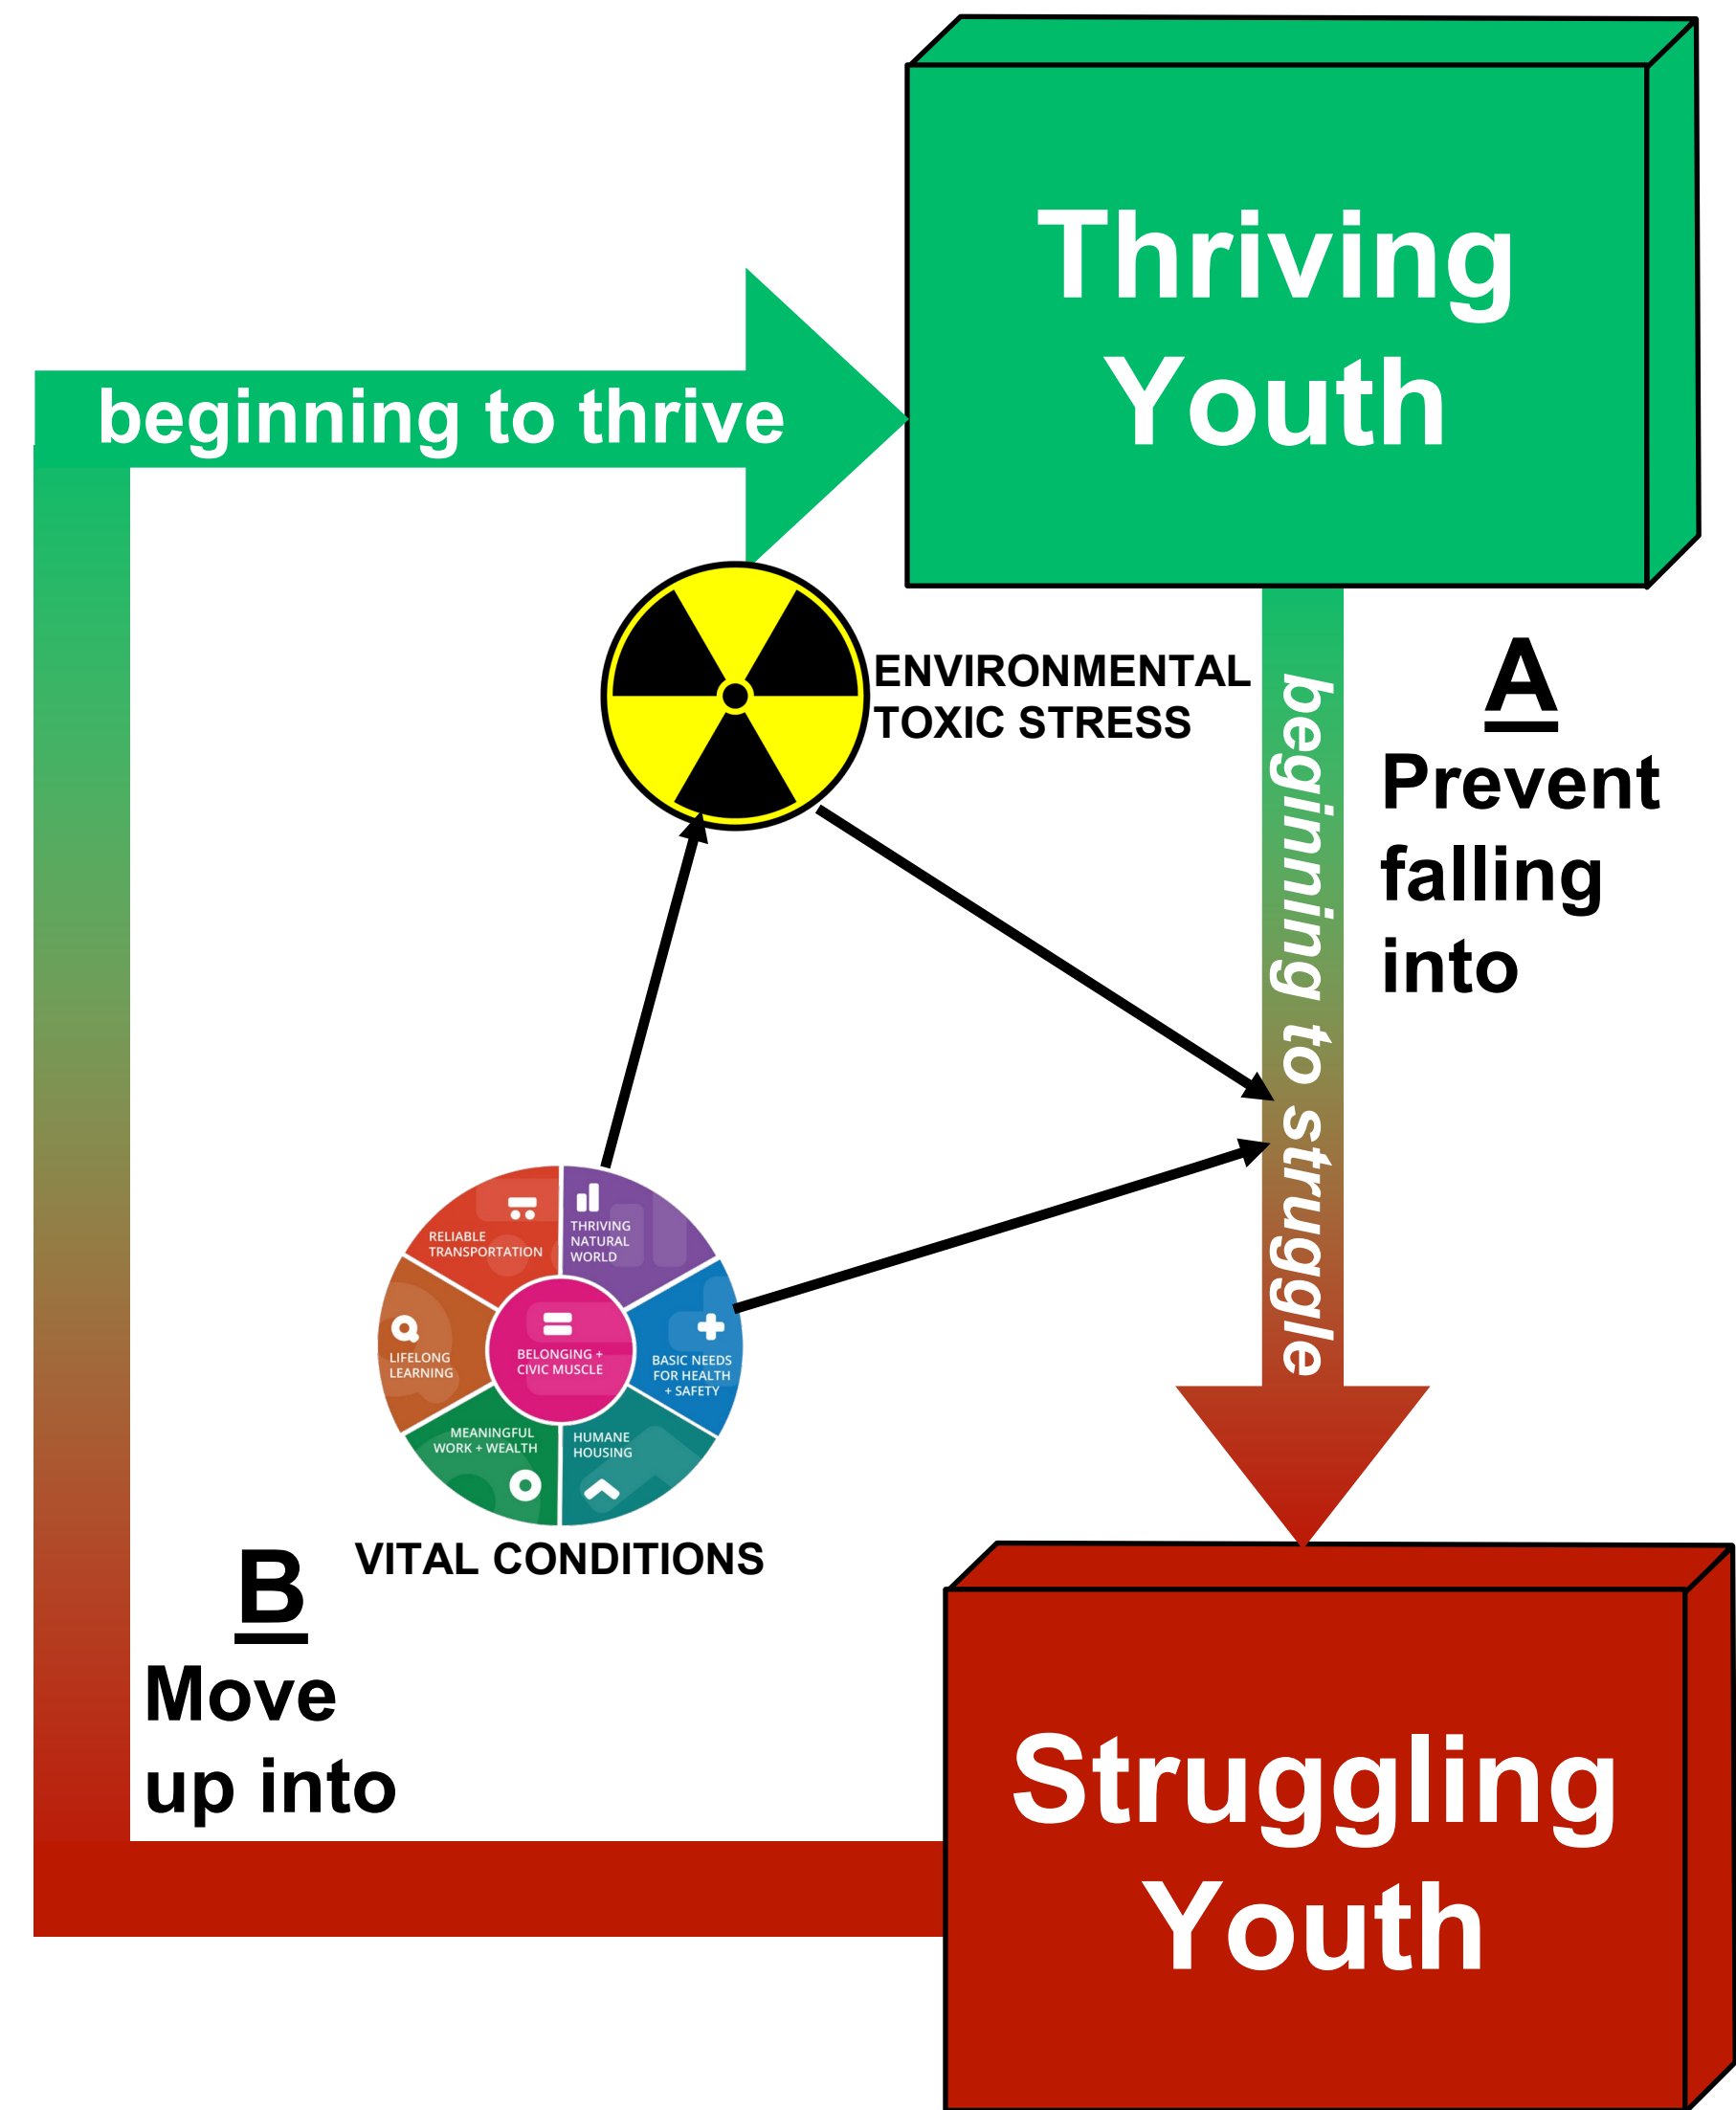 Thriving
Youth
beginning to thrive
ENVIRONMENTAL
TOXIC STRESS
beginning to struggle
A
Prevent
falling
into
RELIABLE
TRANSPORTATION
THRIVING
NATURAL
WORLD
LIFELONG
LEARNING
BELONGING +
CIVIC MUSCLE
BASIC NEEDS
FOR HEALTH
+ SAFETY
MEANINGFUL
WORK + WEALTH
HUMANE
HOUSING
VITAL CONDITIONS
B
Move
up into
Struggling
Youth